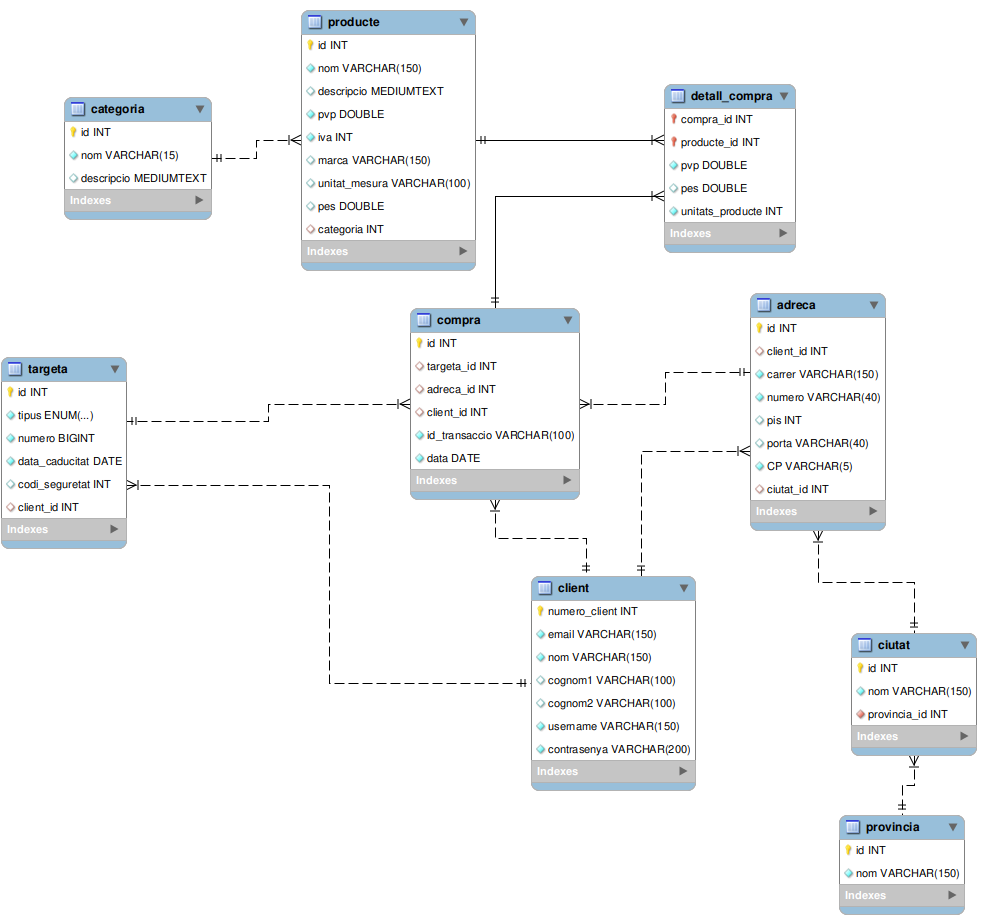 producte
id INT
nom VARCHAR(150)
descripcio MEDIUMTEXT
pvp DOUBLE
iva INT
marca VARCHAR(150)
unitat_mesura VARCHAR(100)
pes DOUBLE
categoria INT
Indexes
categoria
id INT
nom VARCHAR(15)
descripcio MEDIUMTEXT
Indexes
detall_compra
compra_id INT
producte_id INT
pvp DOUBLE
pes DOUBLE
unitats_producte INT
Indexes
compra
id INT
targeta_id INT
adreca_id INT
client_id INT
id_transaccio VARCHAR(100)
data DATE
Indexes
adreca
id INT
client_id INT
carrer VARCHAR(150)
numero VARCHAR(40)
pis INT
porta VARCHAR(40)
CP VARCHAR(5)
ciutat_id INT
Indexes
targeta
id INT
tipus ENUM(...)
numero BIGINT
data_caducitat DATE
codi_seguretat INT
client_id INT
Indexes
client
numero_client INT
email VARCHAR(150)
nom VARCHAR(150)
cognom1 VARCHAR(100)
cognom2 VARCHAR(100)
username VARCHAR(150)
contrasenya VARCHAR(200)
Indexes
ciutat
id INT
nom VARCHAR(150)
provincia_id INT
Indexes
provincia
id INT
nom VARCHAR(150)
Indexes